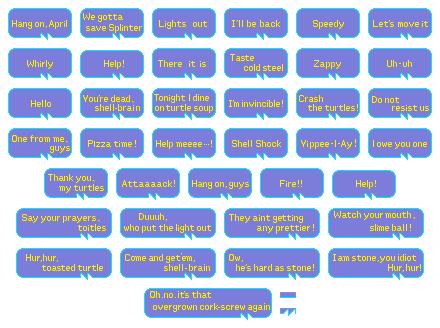 Hang on, April
We gotta
save Splinter
Lights out
I'll be back
Speedy
Let's move it
Whirly
Help!
There it is
Taste
cold steel
Zappy
Uh-uh
Hello
You're dead,
shell-brain
Tonight I dine
on turtle soup
I'm invincible!
Crash
the turtles!
Do not
resist us
One from me,
guys
Pizza time!
Help meeee…!
Shell Shock
Yippee-I-Ay!
I owe you one
Thank you,
my turtles
Attaaaack!
Hang on, guys
Fire!!
Help!
Say your prayers,
toitles
Duuuh,
who put the light out
They aint getting
any prettier!
Watch your mouth,
slime ball!
Hur,hur,
toasted turtle
Come and get'em,
shell-brain
Ow,
he's hard as stone!
I am stone,you idiot
Hur,hur!
Oh,no.it's that
overgrown cork-screw again